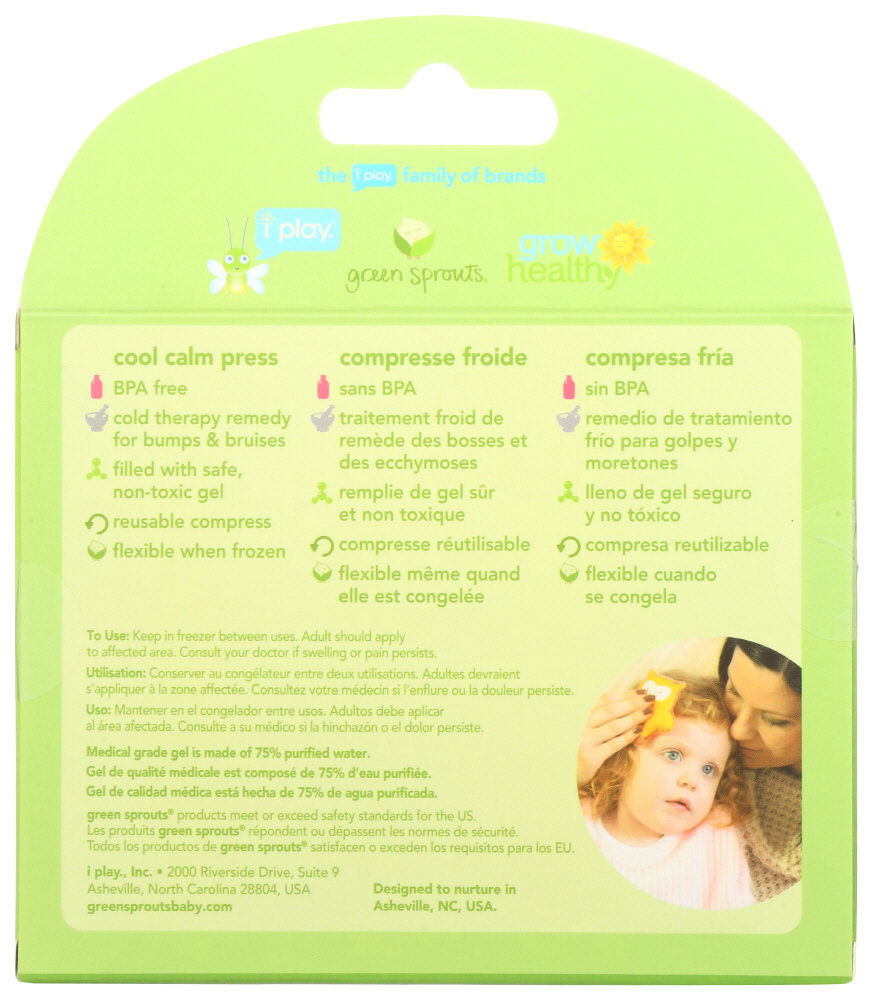 the i play. family of brands
i play.®
green sprouts®
grow
healthy
cool calm press
BPA free
cold therapy remedy
for bumps & bruises
filled with safe,
non-toxic gel
reusable compress
flexible when frozen
compresse froide
sans BPA
traitement froid de
remède des bosses et
des ecchymoses
remplie de gel sûr
et non toxique
compresse réutilisable
flexible même quand
elle est congelée
compresa fría
sin BPA
remedio de tratamiento
frío para golpes y
moretones
lleno de gel seguro
y no tóxico
compresa reutilizable
flexible cuando
se congela
To Use: Keep in freezer between uses. Adult should apply
to affected area. Consult your doctor if swelling or pain persists.
Utilisation: Conserver au congélateur entre deux utilisations. Adultes devraient
s'appliquer à la zone affectée. Consultez votre médecin si l'enflure ou la douleur persiste.
Uso: Mantener en el congelador entre usos. Adultos debe aplicar
al área afectada. Consulte a su médico si la hinchazón o el dolor persiste.
Medical grade gel is made of 75% purified water.
Gel de qualité médicale est composé de 75% d'eau purifiée.
Gel de calidad médica está hecha de 75% de agua purificada.
green sprouts® products meet or exceed safety standards for the US.
Les produits green sprouts® répondent ou dépassent les normes de sécurité.
Todos los productos de green sprouts® satisfacen o exceden los requisitos para los EU.
i play., Inc. • 2000 Riverside Drive, Suite 9
Asheville, North Carolina 28804, USA
greensproutsbaby.com
Designed to nurture in
Asheville, NC, USA.